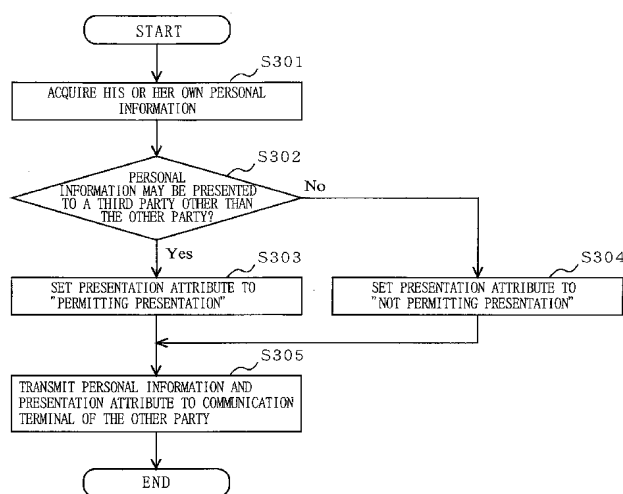 START
S301
ACQUIRE HIS OR HER OWN PERSONAL
INFORMATION
S302
PERSONAL
INFORMATION MAY BE PRESENTED
TO A THIRD PARTY OTHER THAN
THE OTHER PARTY?
No
Yes
S303
SET PRESENTATION ATTRIBUTE TO
"PERMITTING PRESENTATION"
S304
SET PRESENTATION ATTRIBUTE TO
"NOT PERMITTING PRESENTATION"
S305
TRANSMIT PERSONAL INFORMATION AND
PRESENTATION ATTRIBUTE TO COMMUNICATION
TERMINAL OF THE OTHER PARTY
END